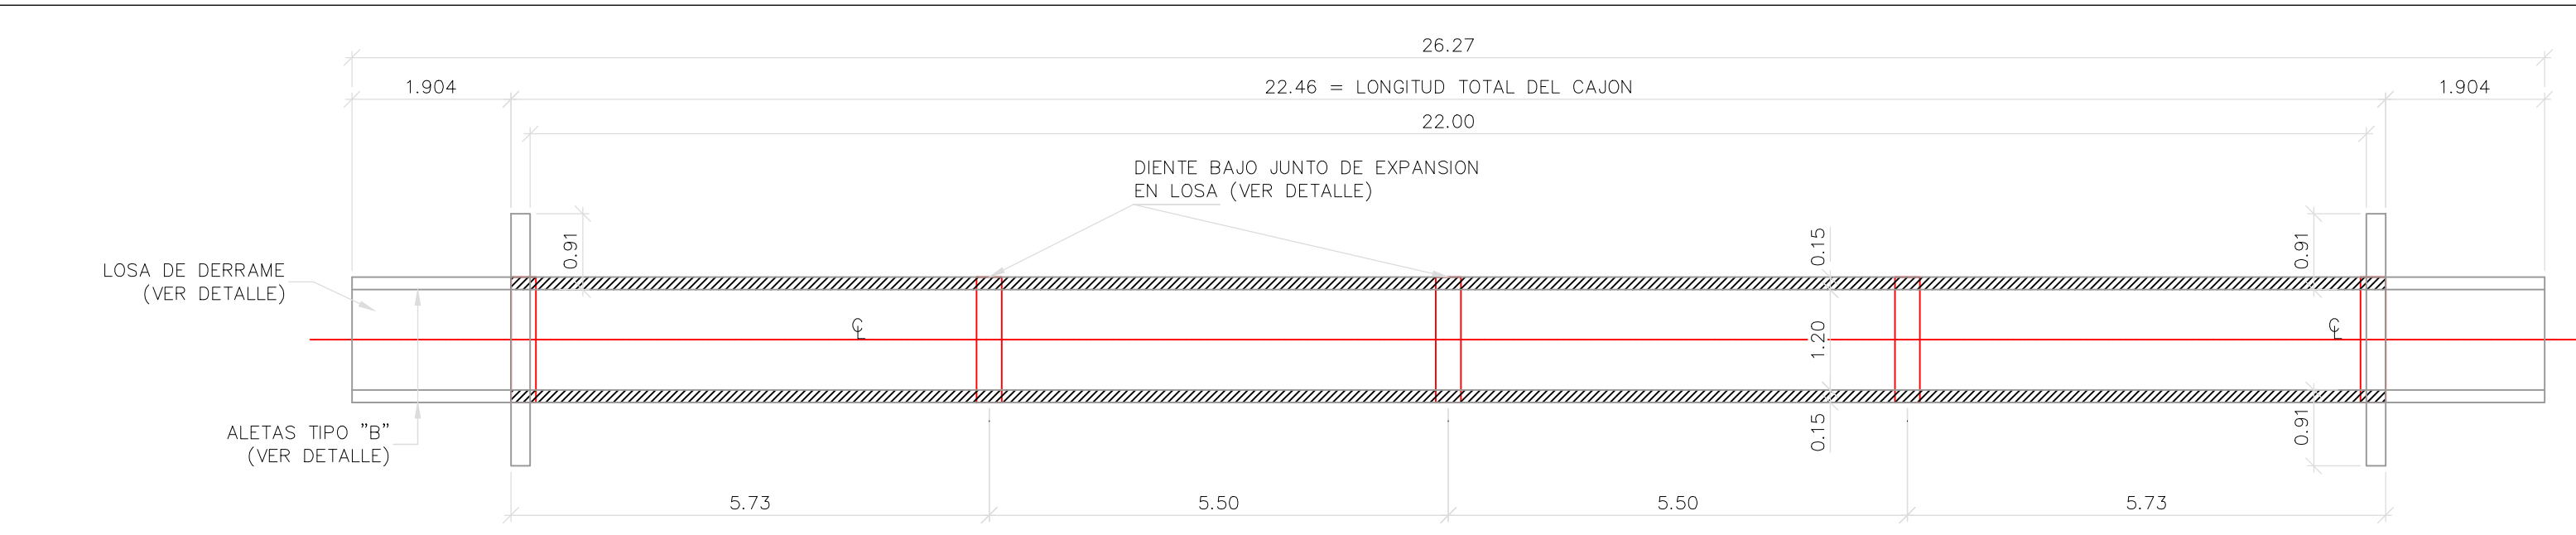 26.27
1.904
22.46 = LONGITUD TOTAL DEL CAJON
1.904
22.00
DIENTE BAJO JUNTO DE EXPANSION
EN LOSA (VER DETALLE)
0.91
0.15
0.91
LOSA DE DERRAME
(VER DETALLE)
℄
1.20
℄
ALETAS TIPO "B"
(VER DETALLE)
0.15
0.91
5.73
5.50
5.50
5.73